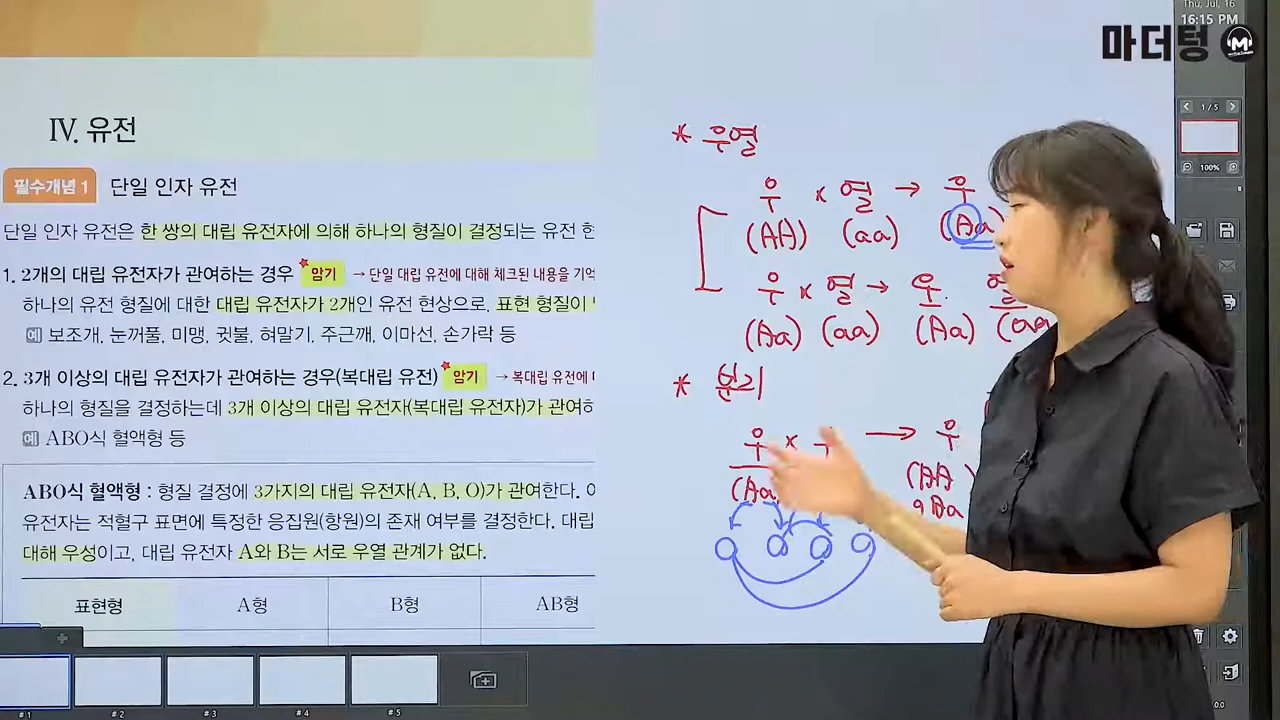 Thu, Jul, 16
16:15 PM
마더텅
M
1 / 5
100%
Ⅳ. 유전
필수개념 1 단일 인자 유전
단일 인자 유전은 한 쌍의 대립 유전자에 의해 하나의 형질이 결정되는 유전 현
1. 2개의 대립 유전자가 관여하는 경우 암기 → 단일 대립 유전에 대해 체크된 내용을 기억
하나의 유전 형질에 대한 대립 유전자가 2개인 유전 현상으로, 표현 형질이
예 보조개, 눈꺼풀, 미맹, 귓불, 혀말기, 주근깨, 이마선, 손가락 등
2. 3개 이상의 대립 유전자가 관여하는 경우(복대립 유전) 암기 → 복대립 유전에
하나의 형질을 결정하는데 3개 이상의 대립 유전자(복대립 유전자)가 관여하
예 ABO식 혈액형 등
ABO식 혈액형 : 형질 결정에 3가지의 대립 유전자(A, B, O)가 관여한다.
유전자는 적혈구 표면에 특정한 응집원(항원)의 존재 여부를 결정한다. 대립
대해 우성이고, 대립 유전자 A와 B는 서로 우열 관계가 없다.
표현형 A형 B형 AB형
* 우열
우 × 열 → 우
(AA) (aa) (Aa)
우 × 열 → 우 열
(Aa) (aa) (Aa) (aa
* 분리
우 × → 우
(Aa (AA
Aa
#1 #2 #3 #4 #5